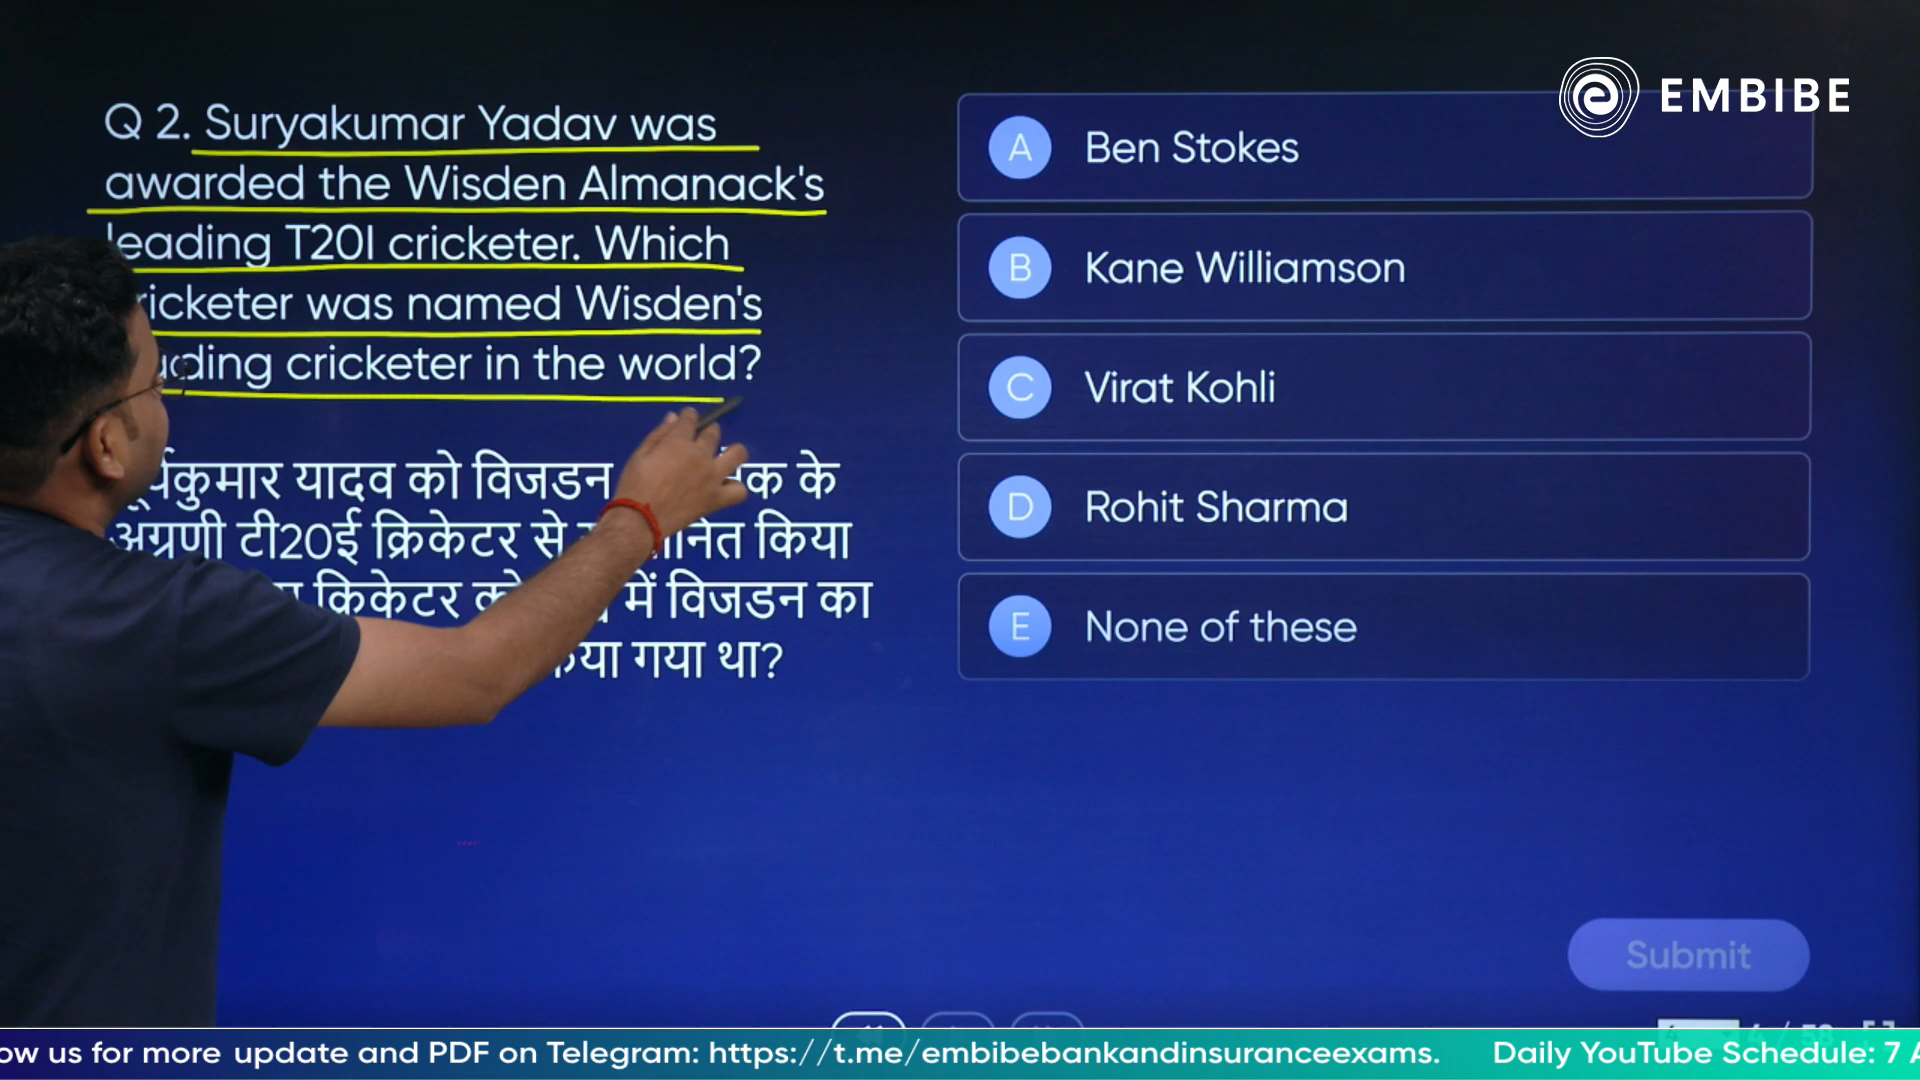 EMBIBE
Q 2. Suryakumar Yadav was
awarded the Wisden Almanack's
leading T20I cricketer. Which
ricketer was named Wisden's
ding cricketer in the world?
यादव को विजडन के
अग्रणी टी20ई क्रिकेटर से किया
क्रिकेटर में विजडन का
गया था?
A Ben Stokes
B Kane Williamson
C Virat Kohli
D Rohit Sharma
E None of these
Submit
ow us for more update and PDF on Telegram: https://t.me/embibebankandinsuranceexams. Daily YouTube Schedule: 7 A